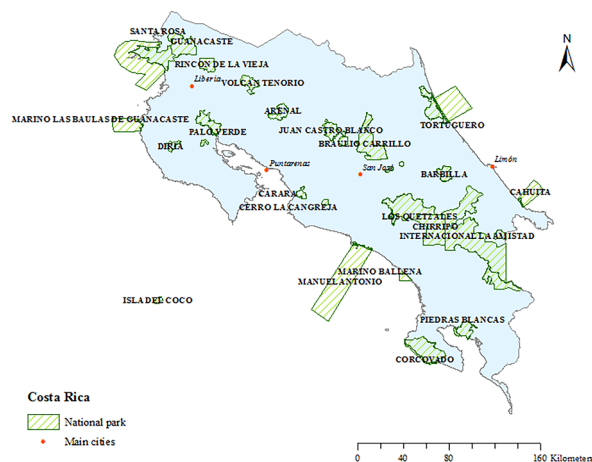 SANTA ROSA
GUANACASTE
RINCON DE LA VIEJA
Liberia
VOLCAN TENORIO
MARINO LAS BAULAS DE GUANACASTE
ARENAL
PALO VERDE
JUAN CASTRO BLANCO
TORTUGUERO
DIRIA
BRAULIO CARRILLO
Puntarenas
San José
Limón
BARBILLA
CARARA
CAHUITA
CERRO LA CANGREJA
LOS QUETZALES
CHIRRIPO
INTERNACIONAL LA AMISTAD
MARINO BALLENA
MANUEL ANTONIO
ISLA DEL COCO
PIEDRAS BLANCAS
CORCOVADO
N
Costa Rica
National park
Main cities
0 40 80 160 Kilometers